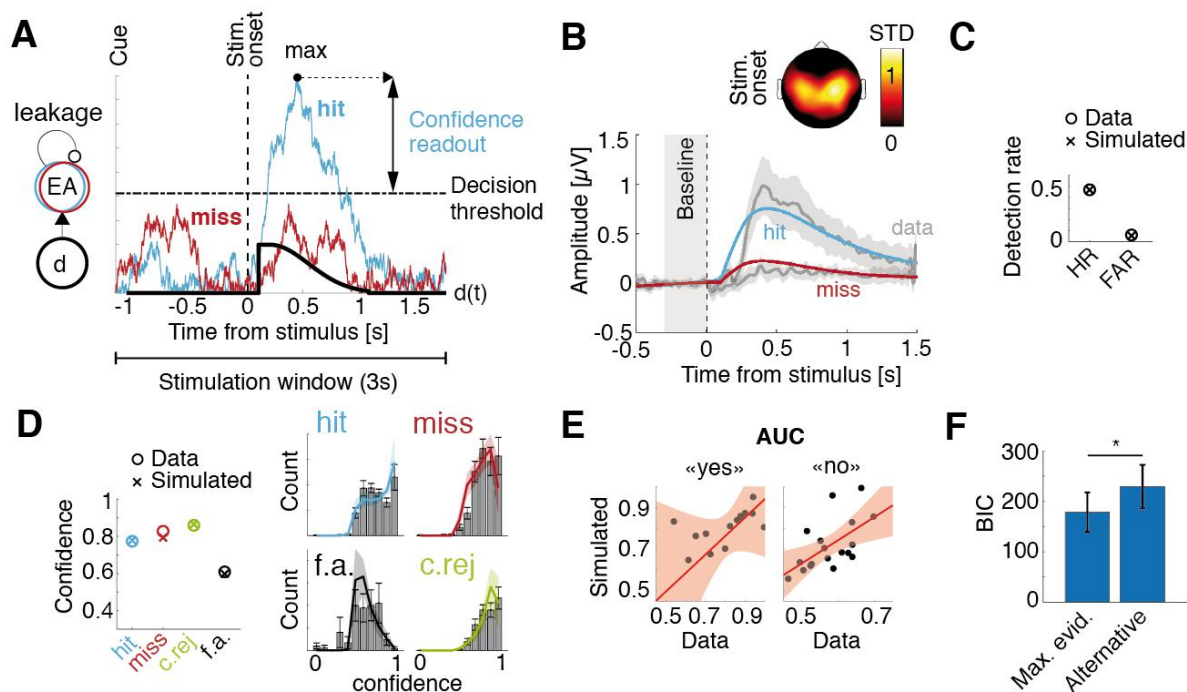 A
Cue
Stim.
onset
max
hit
leakage
EA
d
Confidence
readout
miss
Decision
threshold
d(t)
-1 -0.5 0 .5 1
Time from stimulus [s]
Stimulation window (3s)
B
Stim.
onset
STD
1
0
Amplitude [µV]
1.5
1
0.5
0
-0.5
Baseline
hit
data
miss
-0.5 0 0.5 1 1.5
Time from stimulus [s]
C
Data
Simulated
Detection rate
0.5
0
HR
FAR
D
Data
Simulated
Confidence
1
0.8
0.6
0.4
hit
miss
c.rej
f.a.
hit
miss
Count
f.a.
c.rej
Count
0 1 0 1
confidence
E
AUC
«yes»
«no»
Simulated
0.9
0.7
0.5
0.5 0.7 0.9
0.5 0.7
Data
Data
F
BIC
300
200
100
0
*
Max. evid.
Alternative